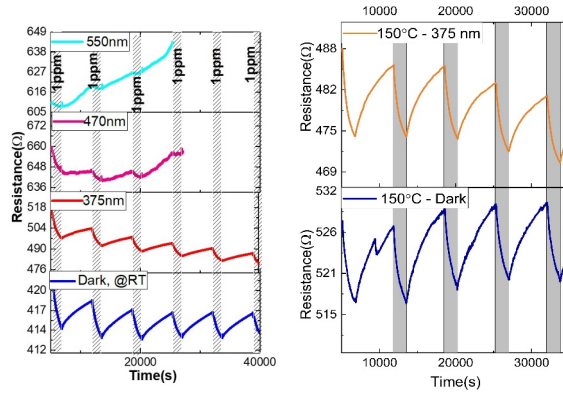 649
638
627
616
605
550nm
1ppm
1ppm
1ppm
1ppm
1ppm
1ppm
672
660
648
636
470nm
518
504
490
476
375nm
420
417
414
412
Dark, @RT
Resistance(Ω)
20000
40000
Time(s)
10000
20000
30000
488
482
475
469
150°C - 375 nm
Resistance(Ω)
532
526
521
515
150°C - Dark
Resistance(Ω)
10000
20000
30000
Time(s)